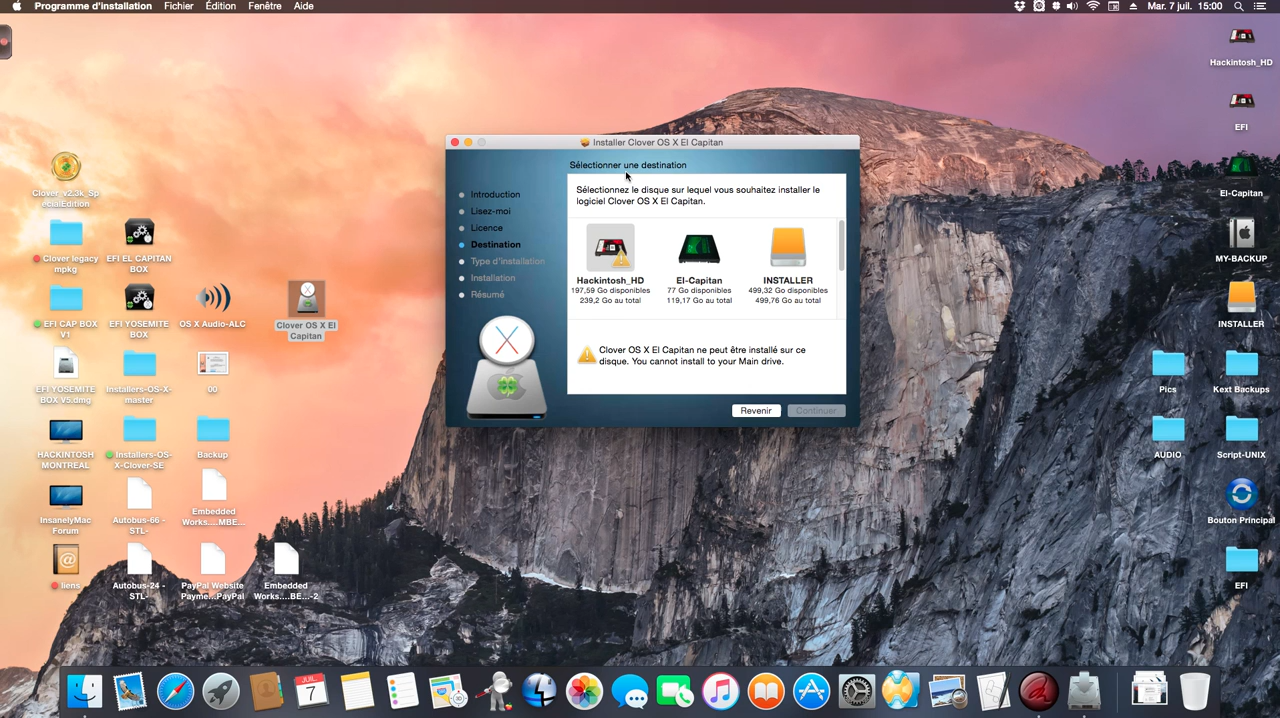 Programme d'installation Fichier Édition Fenêtre Aide
Mar. 7 juil. 15:00
Hackintosh_HD
EFI
El-Capitan
MY-BACKUP
INSTALLER
Pics
Kext Backups
AUDIO
Script-UNIX
Bouton Principal
EFI
Clover_v2.3k_Sp
ecialEdition
Clover legacy
mpkg
EFI EL CAPITAN
BOX
EFI CAP BOX
V1
EFI YOSEMITE
BOX
OS X Audio-ALC
Clover OS X El
Capitan
EFI YOSEMITE
BOX V5.dmg
Installers-OS-X-
master
00
HACKINTOSH
MONTREAL
Installers-OS-
X-Clover-SE
Backup
InsanelyMac
Forum
Autobus-66 -
STL-
Embedded
Works....MBE...
liens
Autobus-24 -
STL-
PayPal Website
Payme...PayPal
Embedded
Works....BE...-2
Installer Clover OS X El Capitan
Sélectionner une destination
Introduction
Lisez-moi
Licence
Destination
Type d'installation
Installation
Résumé
Sélectionnez le disque sur lequel vous souhaitez installer le
logiciel Clover OS X El Capitan.
Hackintosh_HD
197,59 Go disponibles
239,2 Go au total
El-Capitan
77 Go disponibles
119,17 Go au total
INSTALLER
499,32 Go disponibles
499,76 Go au total
Clover OS X El Capitan ne peut être installé sur ce
disque. You cannot install to your Main drive.
Revenir
Continuer
JUIL.
7